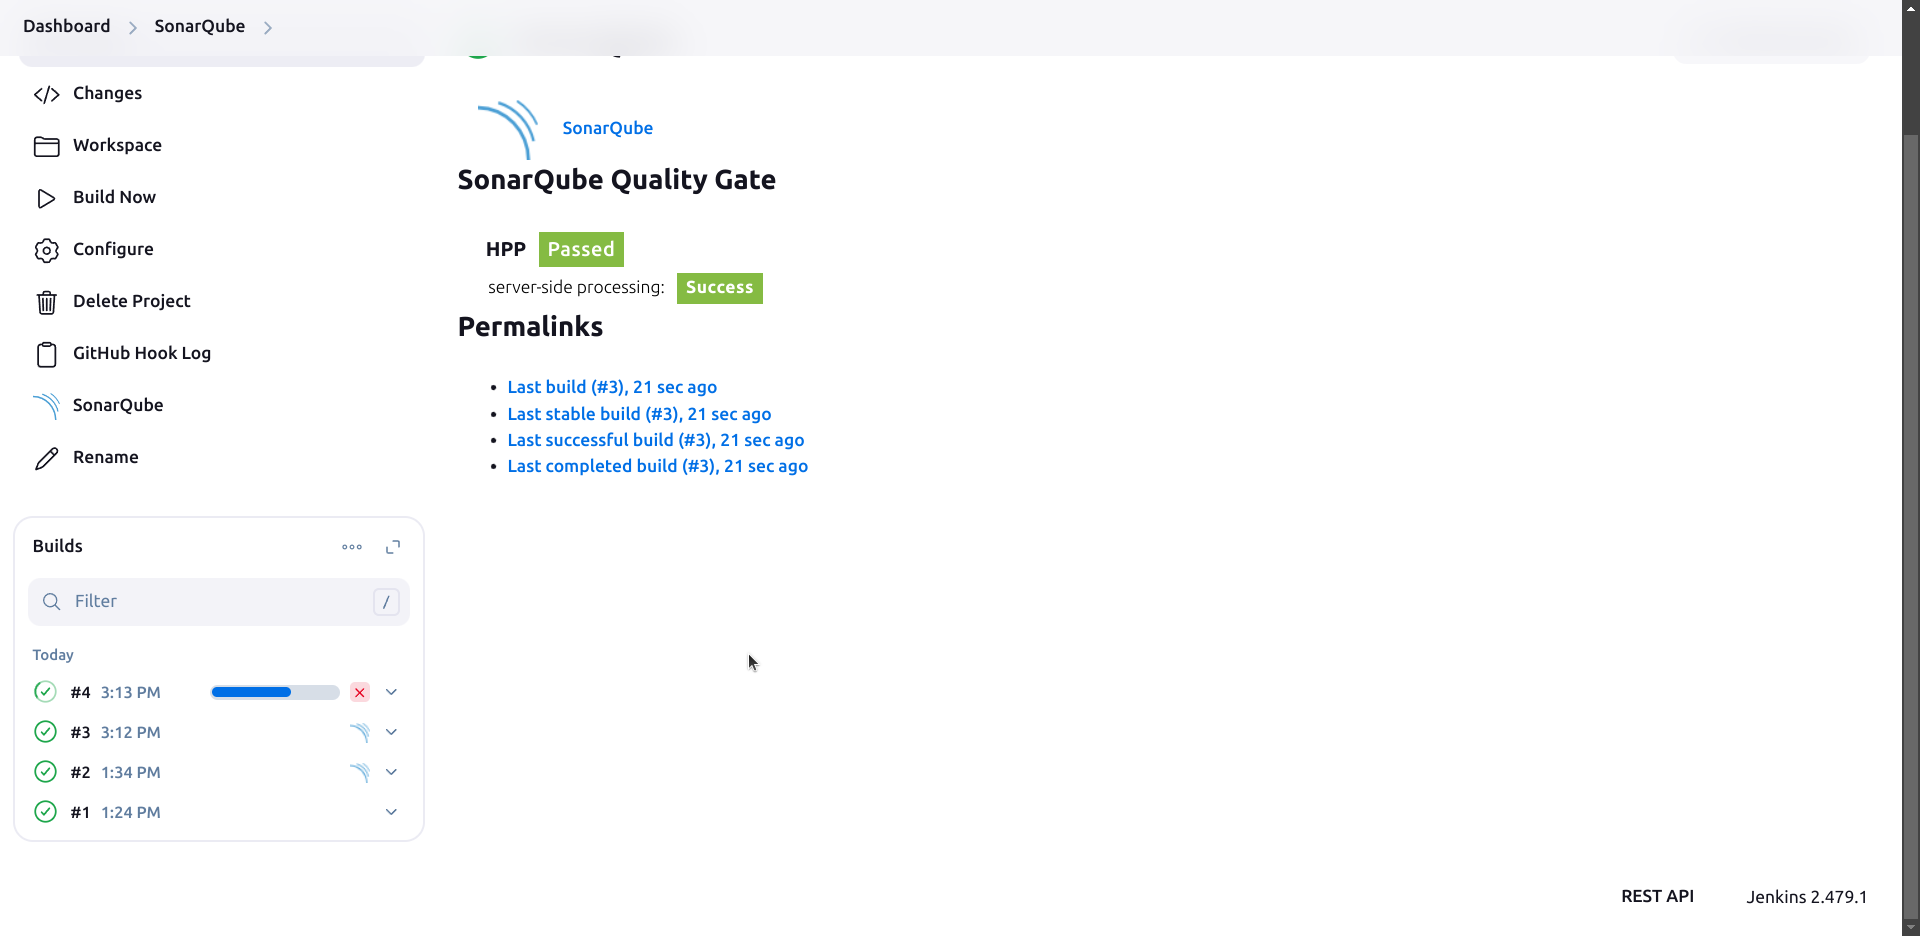 Dashboard SonarQube
Changes
Workspace
Build Now
Configure
Delete Project
GitHub Hook Log
SonarQube
Rename
Builds
Filter /
Today
#4 3:13 PM
#3 3:12 PM
#2 1:34 PM
#1 1:24 PM
SonarQube
SonarQube Quality Gate
HPP Passed
server-side processing: Success
Permalinks
Last build (#3), 21 sec ago
Last stable build (#3), 21 sec ago
Last successful build (#3), 21 sec ago
Last completed build (#3), 21 sec ago
REST API Jenkins 2.479.1